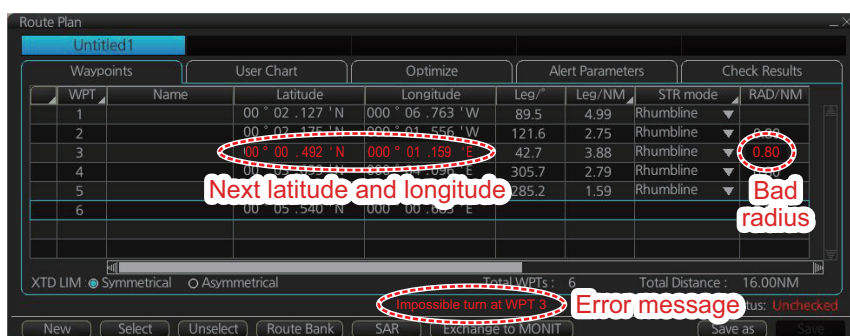 Route Plan
Untitled1
Waypoints User Chart Optimize Alert Parameters Check Results
WPT Name Latitude Longitude Leg/° Leg/NM STR mode RAD/NM
1 00 ° 02 .127 'N 000 ° 06 .763 'W 89.5 4.99 Rhumbline
2 00 ° 02 .175 'N 000 ° 01 .556 'W 121.6 2.75 Rhumbline
3 00 ° 00 .492 'N 000 ° 01 .159 'E 42.7 3.88 Rhumbline 0.80
4 305.7 2.79 Rhumbline
5 285.2 1.59 Rhumbline
Next latitude and longitude
Bad
radius
6 00 ° 05 .540 'N
XTD LIM Symmetrical Asymmetrical Total WPTs : 6 Total Distance : 16.00NM
Impossible turn at WPT 3 Error message Unchecked
New Select Unselect Route Bank SAR Exchange to MONIT Save as Save